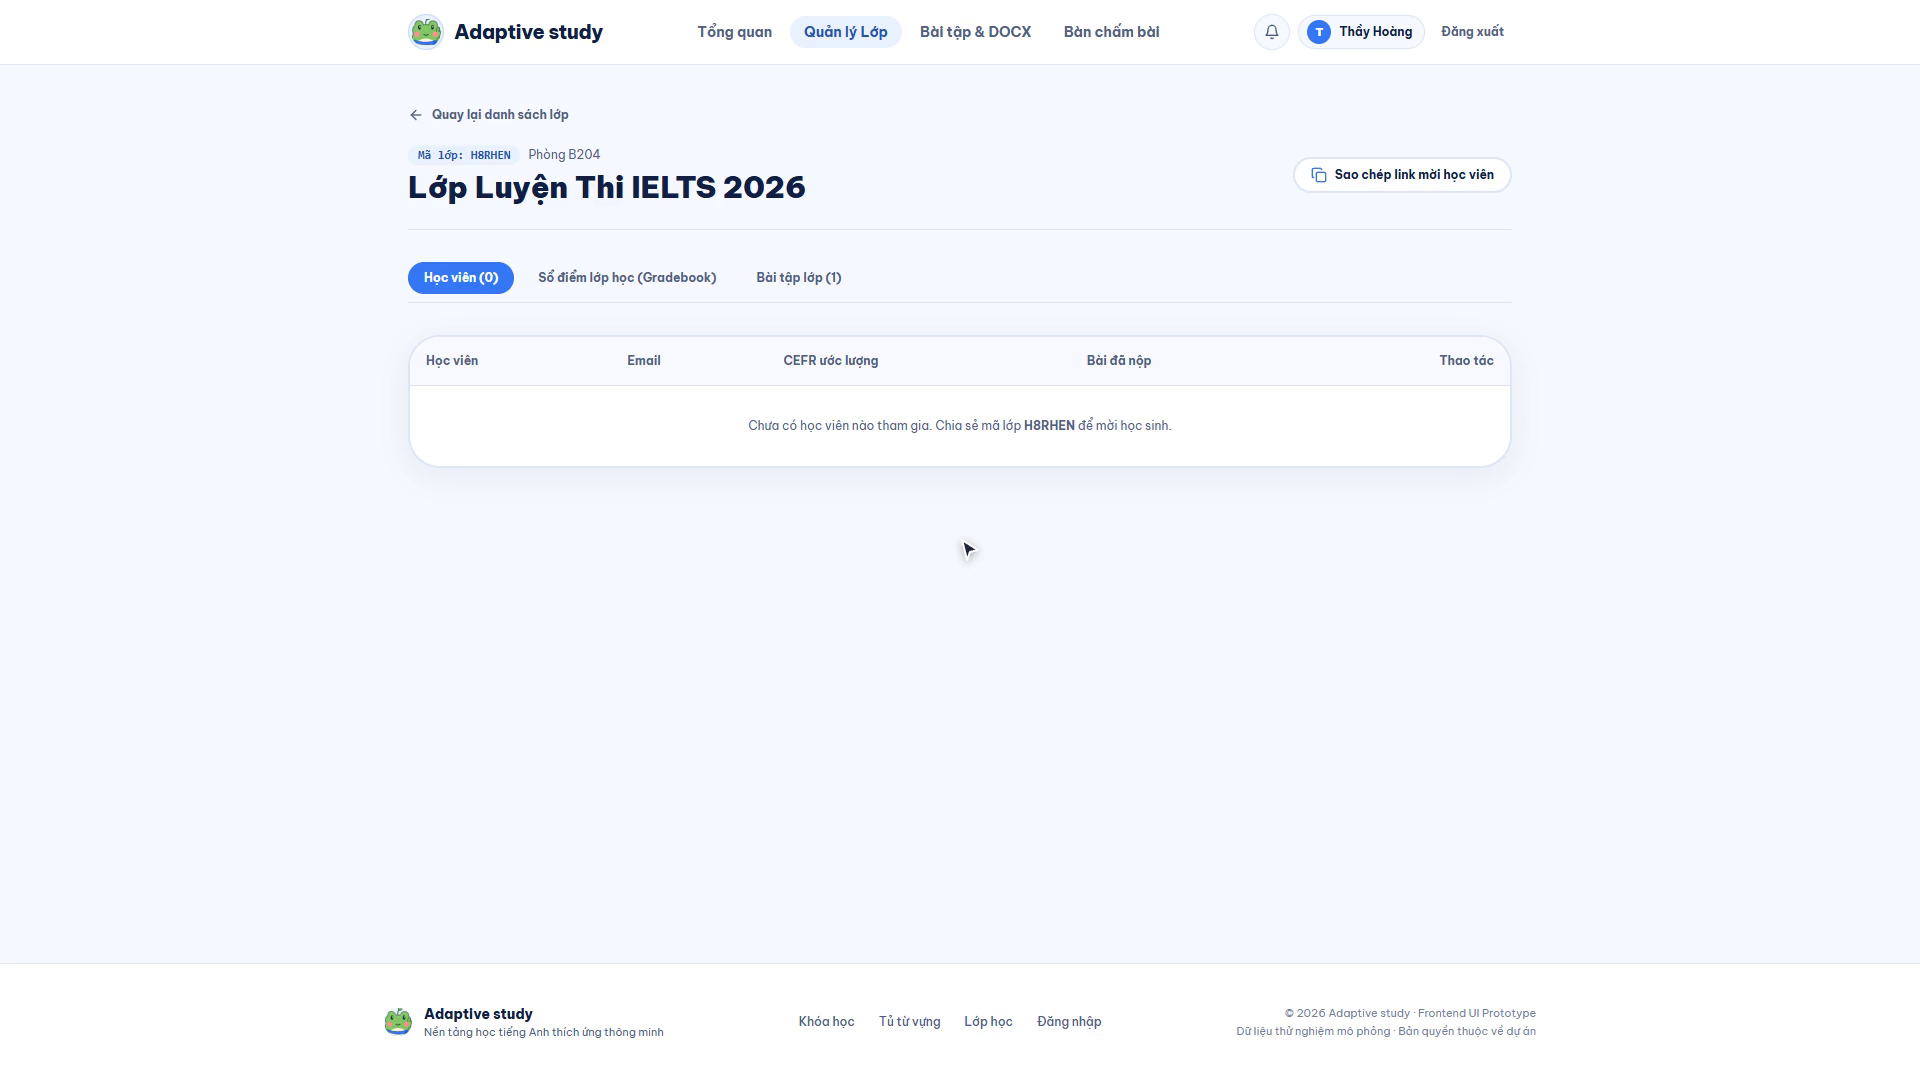 Adaptive study
Tổng quan
Quản lý Lớp
Bài tập & DOCX
Bàn chấm bài
T
Thầy Hoàng
Đăng xuất
Quay lại danh sách lớp
Mã lớp: H8RHEN
Phòng B204
Lớp Luyện Thi IELTS 2026
Sao chép link mời học viên
Học viên (0)
Sổ điểm lớp học (Gradebook)
Bài tập lớp (1)
Học viên
Email
CEFR ước lượng
Bài đã nộp
Thao tác
Chưa có học viên nào tham gia. Chia sẻ mã lớp H8RHEN để mời học sinh.
Adaptive study
Nền tảng học tiếng Anh thích ứng thông minh
Khóa học
Tủ từ vựng
Lớp học
Đăng nhập
© 2026 Adaptive study · Frontend UI Prototype
Dữ liệu thử nghiệm mô phỏng · Bản quyền thuộc về dự án